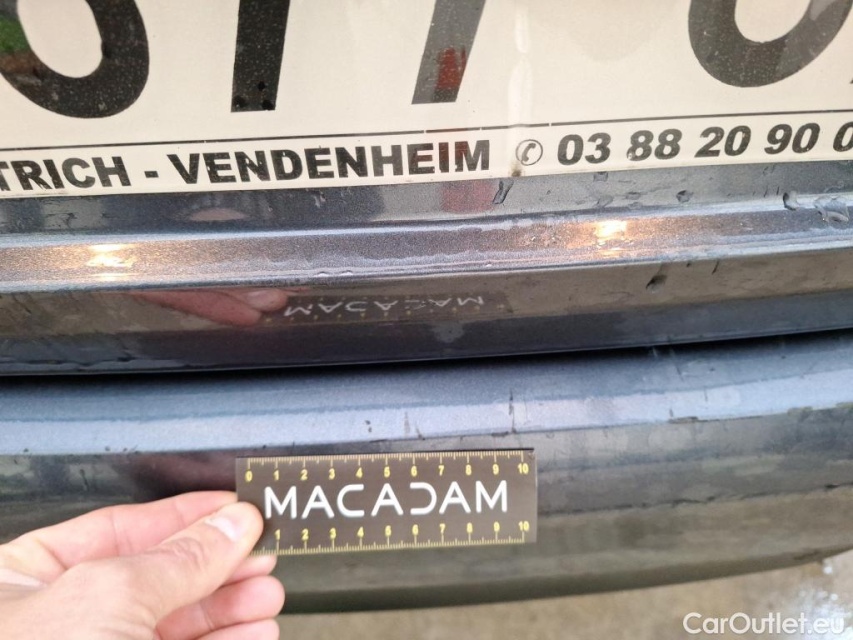 TRICH - VENDENHEIM ✆ 03 88 20 90 0
0 1 2 3 4 5 6 7 8 9 10
MACADAM
1 2 3 4 5 6 7 8 9 10
CarOutlet.eu